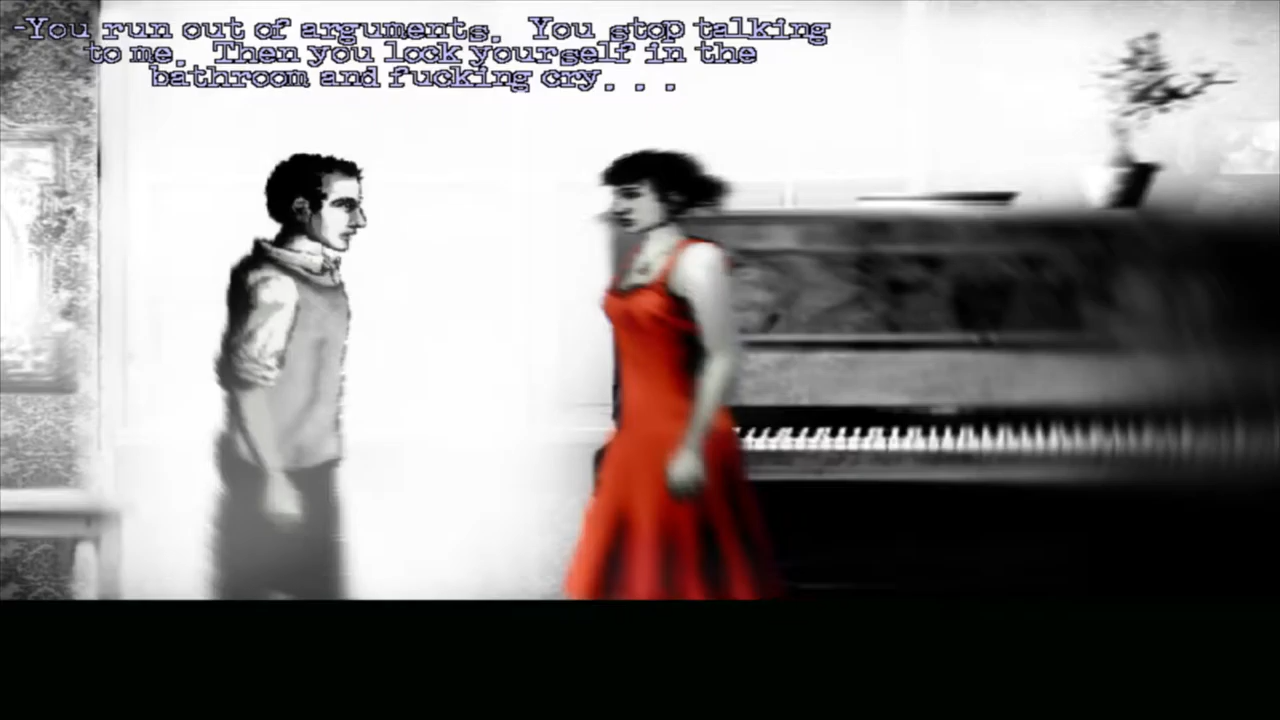 -You run out of arguments. You stop talking
to me. Then you lock yourself in the
bathroom and fucking cry. . .